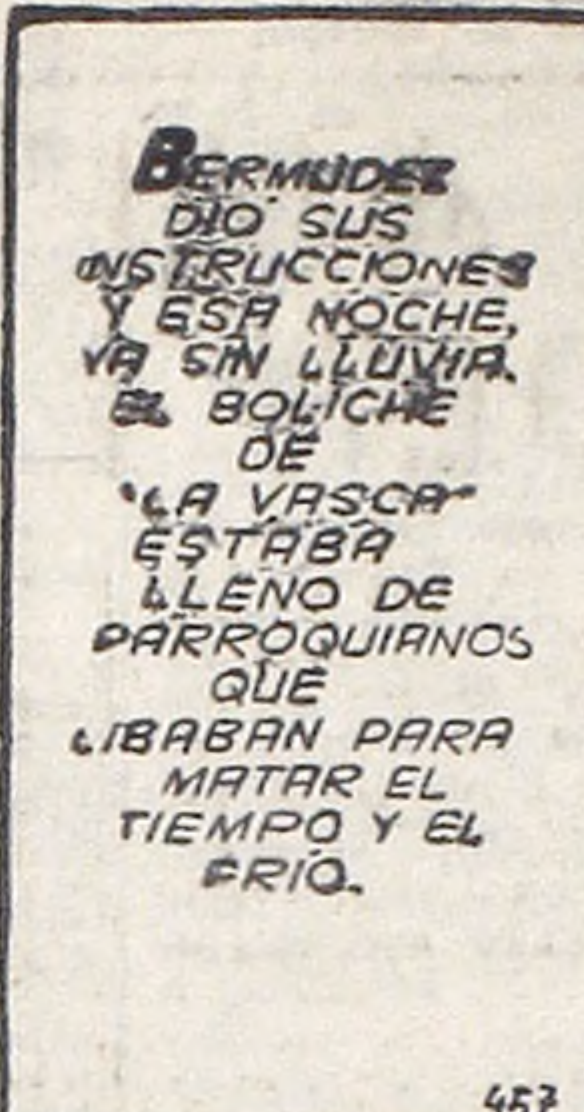 BERMUDEZ
DIO SUS
INSTRUCCIONES
Y ESA NOCHE,
YA SIN LLUVIA.
EL BOLICHE
DE
"LA VASCA"
ESTABA
LLENO DE
PARROQUIANOS
QUE
LIBABAN PARA
MATAR EL
TIEMPO Y EL
FRIO.
457